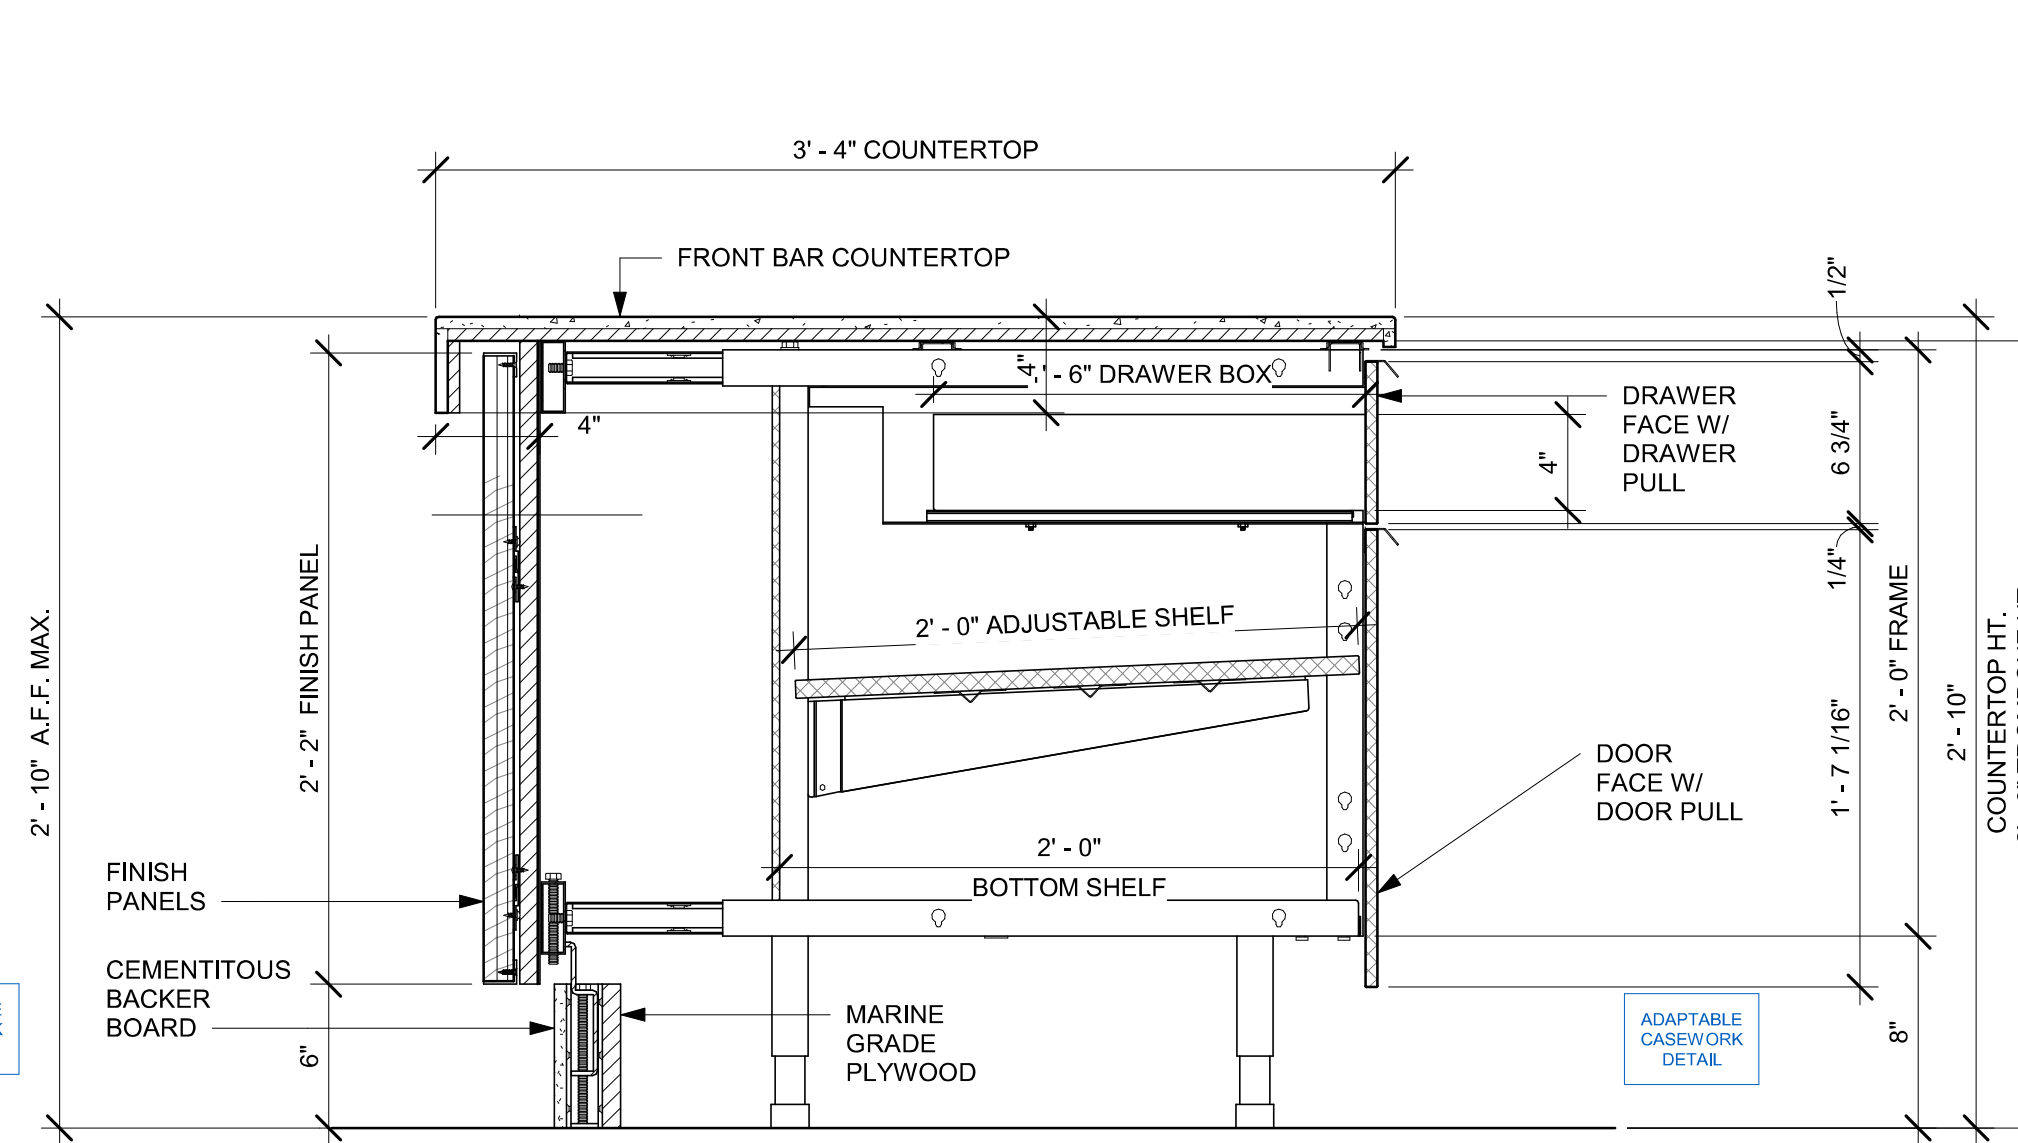 3' - 4" COUNTERTOP
FRONT BAR COUNTERTOP
1/2"
4"
' - 6" DRAWER BOX
DRAWER
FACE W/
DRAWER
PULL
4"
4"
6 3/4"
1/4"
2' - 10" A.F.F. MAX.
2' - 2" FINISH PANEL
2' - 0" ADJUSTABLE SHELF
2' - 0" FRAME
2' - 10"
COUNTERTOP HT.
1' - 7 1/16"
DOOR
FACE W/
DOOR PULL
2' - 0"
BOTTOM SHELF
FINISH
PANELS
CEMENTITOUS
BACKER
BOARD
6"
MARINE
GRADE
PLYWOOD
8"
ADAPTABLE
CASEWORK
DETAIL